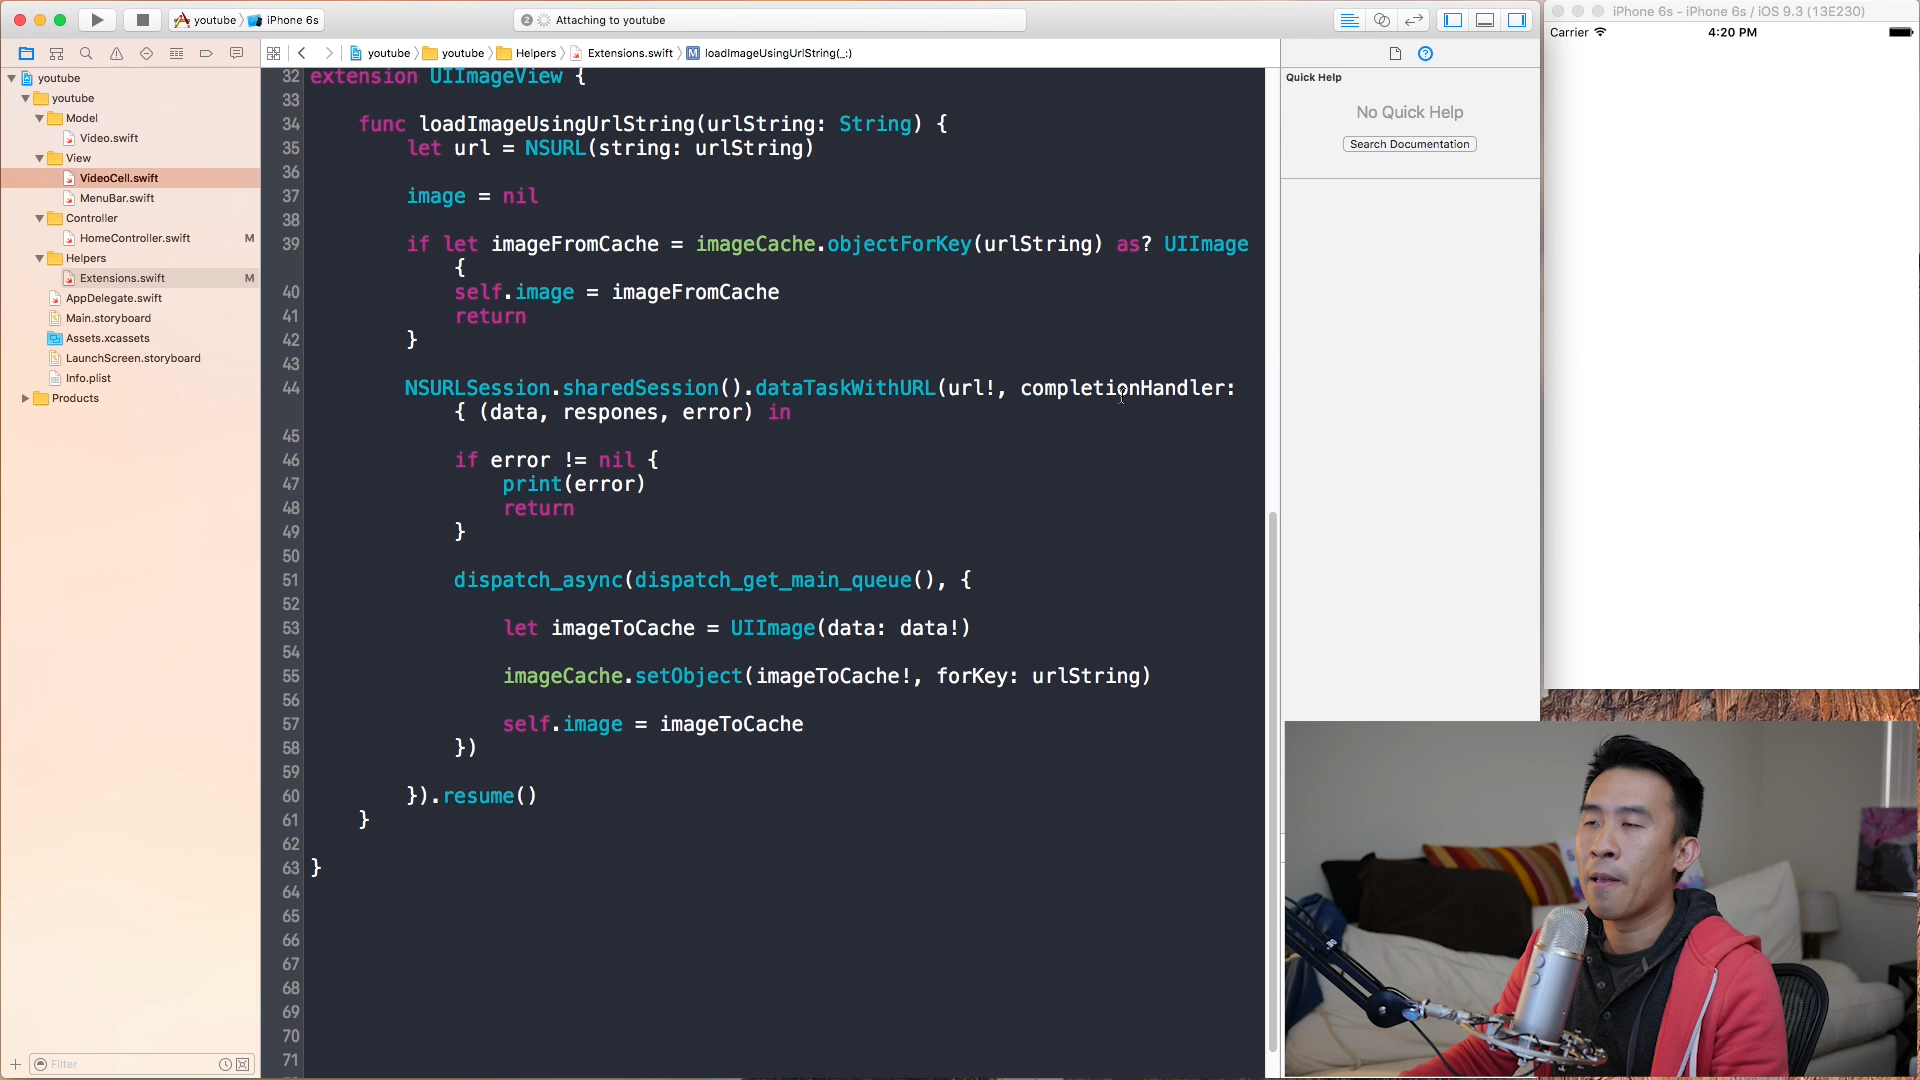 youtube iPhone 6s
2 Attaching to youtube
iPhone 6s - iPhone 6s / iOS 9.3 (13E230)
Carrier 4:20 PM
youtube youtube Helpers Extensions.swift M loadImageUsingUrlString(_:)
youtube
youtube
Model
Video.swift
View
VideoCell.swift
MenuBar.swift
Controller
HomeController.swift M
Helpers
Extensions.swift M
AppDelegate.swift
Main.storyboard
Assets.xcassets
LaunchScreen.storyboard
Info.plist
Products
Filter
32 extension UIImageView {
33
34 func loadImageUsingUrlString(urlString: String) {
35 let url = NSURL(string: urlString)
36
37 image = nil
38
39 if let imageFromCache = imageCache.objectForKey(urlString) as? UIImage
{
40 self.image = imageFromCache
41 return
42 }
43
44 NSURLSession.sharedSession().dataTaskWithURL(url!, completionHandler:
{ (data, respones, error) in
45
46 if error != nil {
47 print(error)
48 return
49 }
50
51 dispatch_async(dispatch_get_main_queue(), {
52
53 let imageToCache = UIImage(data: data!)
54
55 imageCache.setObject(imageToCache!, forKey: urlString)
56
57 self.image = imageToCache
58 })
59
60 }).resume()
61 }
62
63 }
64
65
66
67
68
69
70
71
Quick Help
No Quick Help
Search Documentation